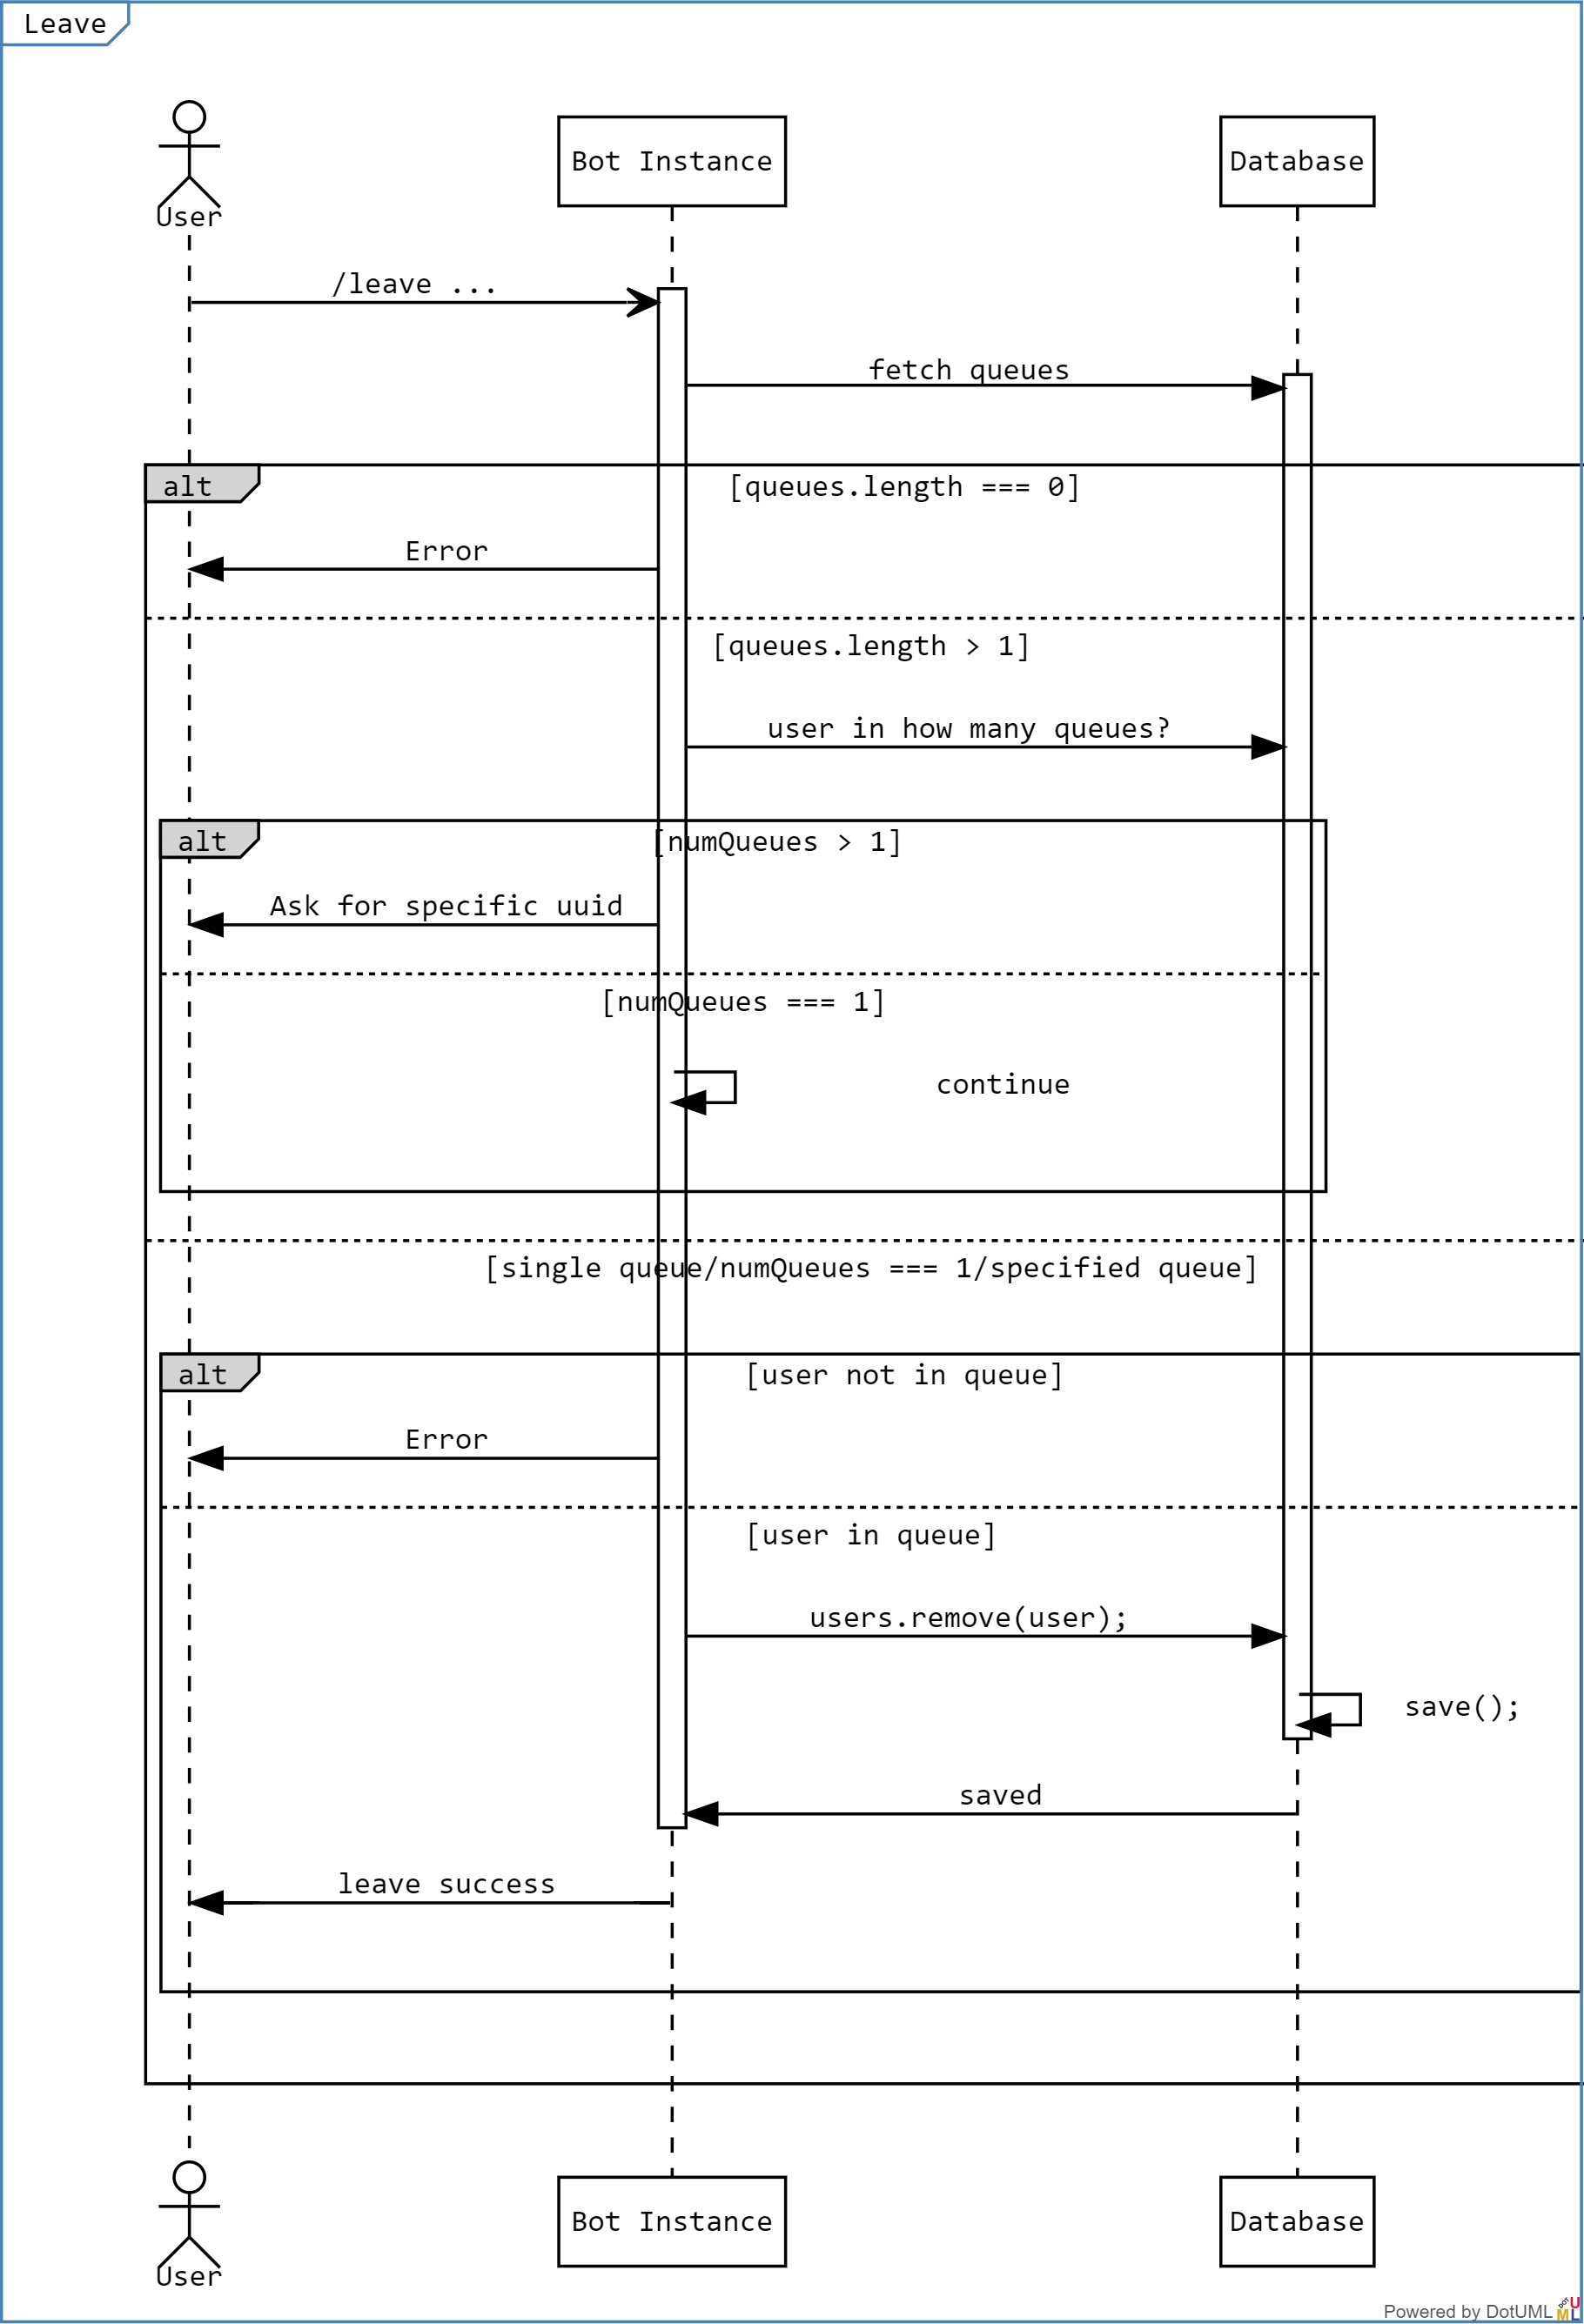 Leave
User
Bot Instance
Database
/leave ...
fetch queues
alt
[queues.length === 0]
Error
[queues.length > 1]
user in how many queues?
alt
[numQueues > 1]
Ask for specific uuid
[numQueues === 1]
continue
[single queue/numQueues === 1/specified queue]
alt
[user not in queue]
Error
[user in queue]
users.remove(user);
save();
saved
leave success
User
Bot Instance
Database
Powered by DotUML
DOT U
M L